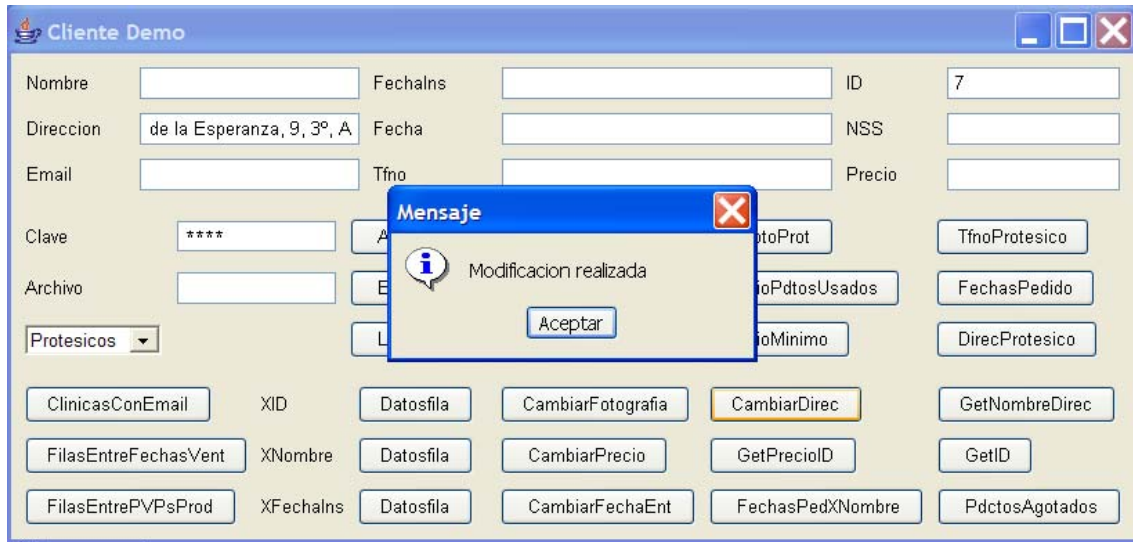 Cliente Demo
Nombre FechaIns ID 7
Direccion de la Esperanza, 9, 3º, A Fecha NSS
Email Tfno Precio
Mensaje
Clave **** A otoProt TfnoProtesico
Modificacion realizada
Archivo E ioPdtosUsados FechasPedido
Aceptar
Protesicos L ioMinimo DirecProtesico
ClinicasConEmail XID Datosfila CambiarFotografia CambiarDirec GetNombreDirec
FilasEntreFechasVent XNombre Datosfila CambiarPrecio GetPrecioID GetID
FilasEntrePVPsProd XFechaIns Datosfila CambiarFechaEnt FechasPedXNombre PdctosAgotados